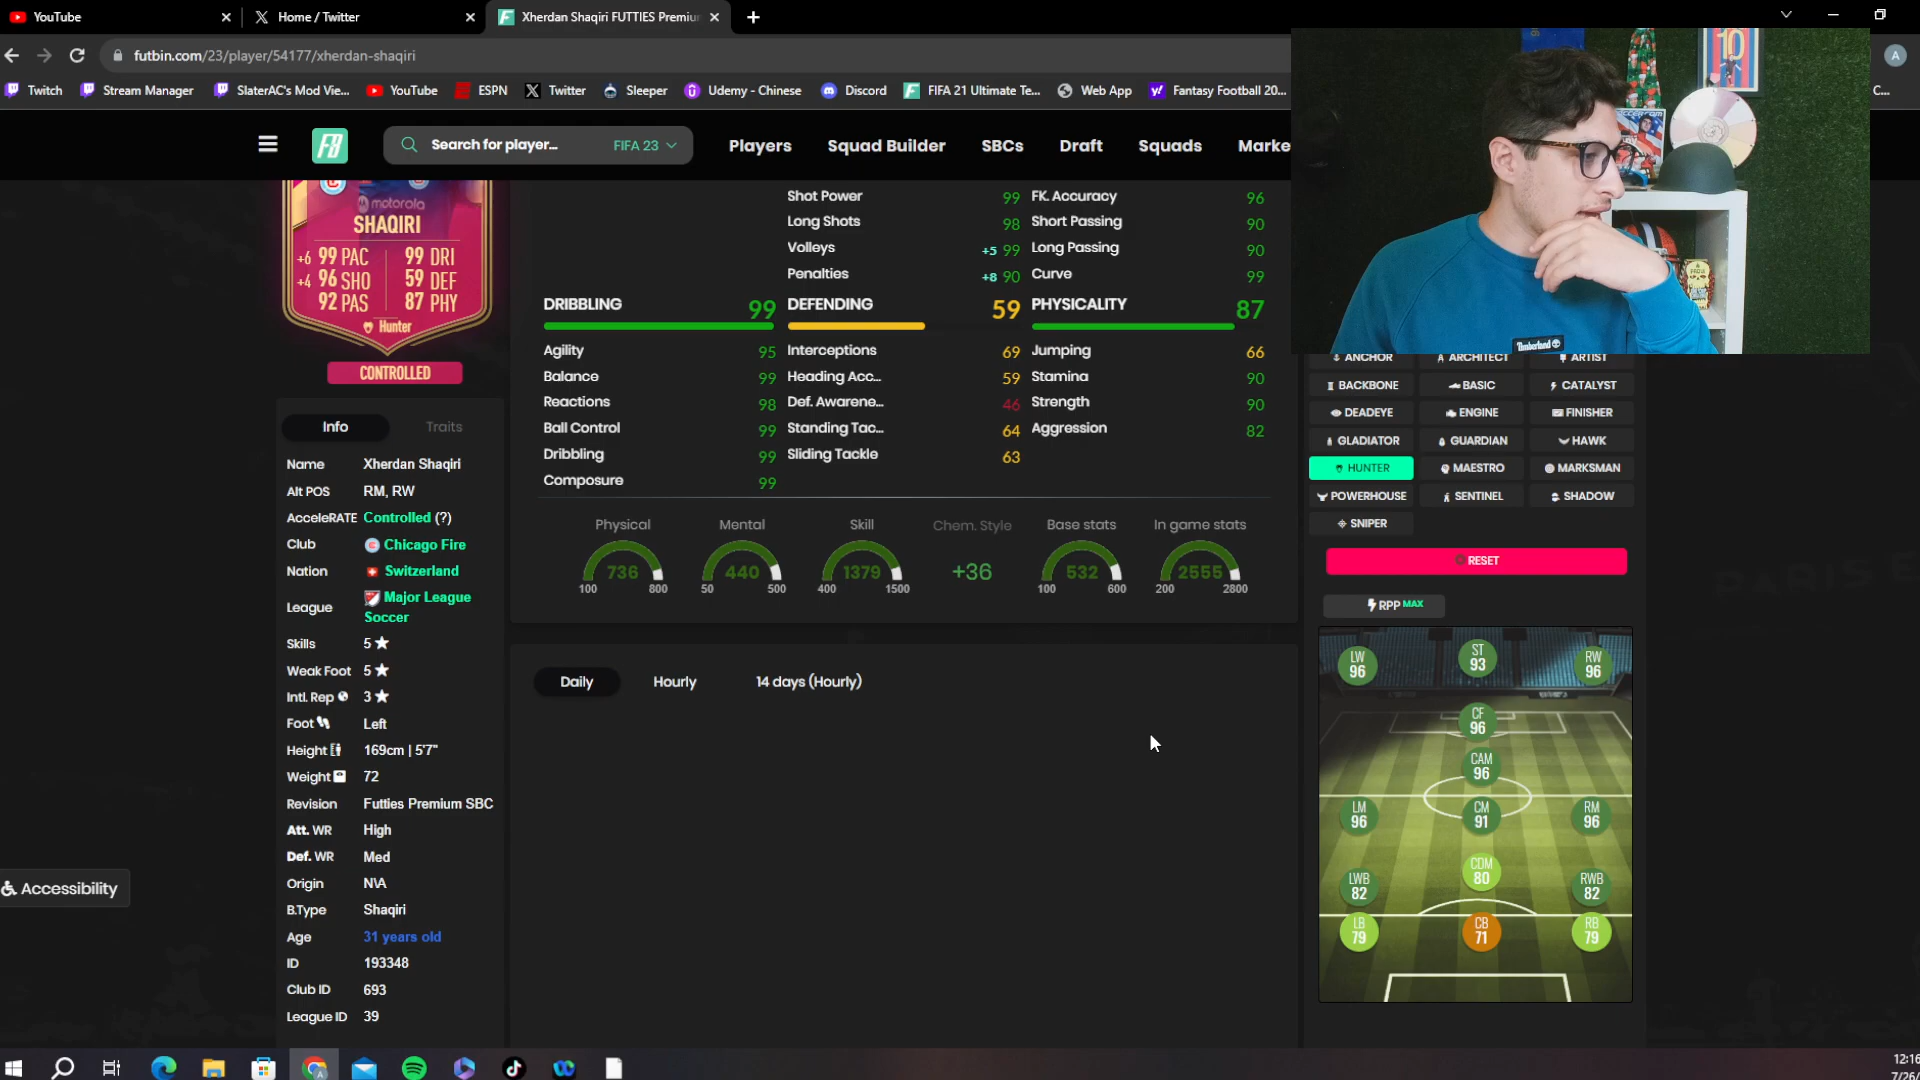 YouTube
Home / Twitter
Xherdan Shaqiri FUTTIES Premiu
futbin.com/23/player/54177/xherdan-shaqiri
A
Twitch
Stream Manager
SlaterAC's Mod Vie...
YouTube
ESPN
Twitter
Sleeper
Udemy - Chinese
Discord
FIFA 21 Ultimate Te...
Web App
Fantasy Football 20...
C...
Search for player...
FIFA 23
Players
Squad Builder
SBCs
Draft
Squads
Marke
motorola
SHAQIRI
+6 99 PAC 99 DRI
+4 96 SHO 59 DEF
92 PAS 87 PHY
Hunter
CONTROLLED
Shot Power 99
Long Shots 98
Volleys +5 99
Penalties +8 90
FK. Accuracy 96
Short Passing 90
Long Passing 90
Curve 99
DRIBBLING 99
Agility 95
Balance 99
Reactions 98
Ball Control 99
Dribbling 99
Composure 99
DEFENDING 59
Interceptions 69
Heading Acc... 59
Def. Awarene... 46
Standing Tac... 64
Sliding Tackle 63
PHYSICALITY 87
Jumping 66
Stamina 90
Strength 90
Aggression 82
Physical
736
100 800
Mental
440
50 500
Skill
1379
400 1500
Chem. Style
+36
Base stats
532
100 600
In game stats
2555
200 2800
Daily
Hourly
14 days (Hourly)
Info
Traits
Name Xherdan Shaqiri
Alt POS RM, RW
AcceleRATE Controlled (?)
Club Chicago Fire
Nation Switzerland
League Major League
Soccer
Skills 5
Weak Foot 5
Intl. Rep 3
Foot Left
Height 169cm | 5'7"
Weight 72
Revision Futties Premium SBC
Att. WR High
Def. WR Med
Origin N\A
B.Type Shaqiri
Age 31 years old
ID 193348
Club ID 693
League ID 39
Accessibility
10
Timberland
ANCHOR
ARCHITECT
ARTIST
BACKBONE
BASIC
CATALYST
DEADEYE
ENGINE
FINISHER
GLADIATOR
GUARDIAN
HAWK
HUNTER
MAESTRO
MARKSMAN
POWERHOUSE
SENTINEL
SHADOW
SNIPER
RESET
RPP MAX
LW
96
ST
93
RW
96
CF
96
CAM
96
LM
96
CM
91
RM
96
CDM
80
LWB
82
RWB
82
LB
79
CB
71
RB
79
12:16
7/26/